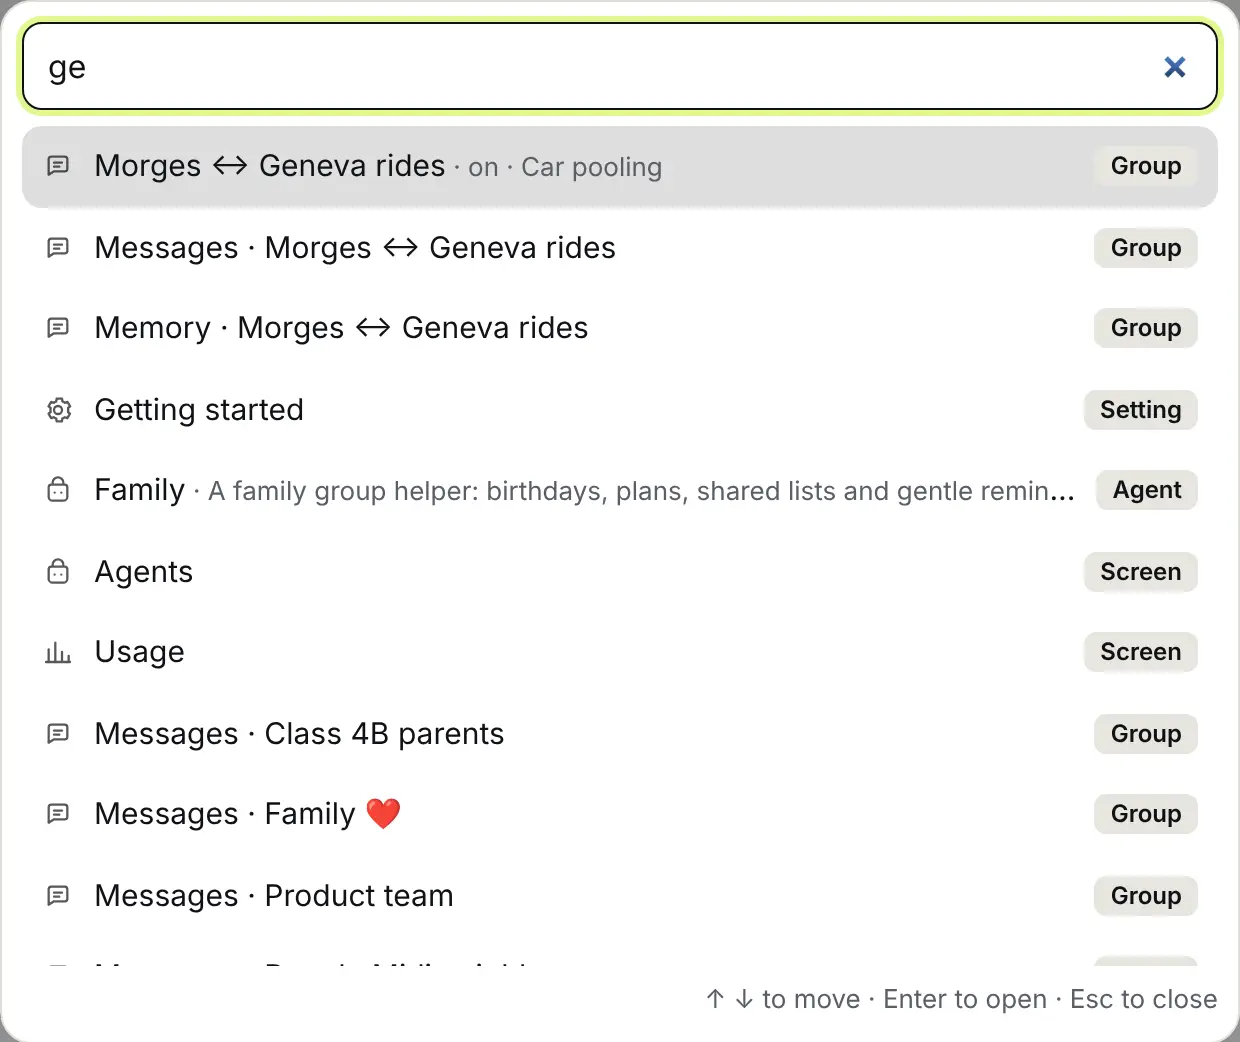 ge
Morges ↔ Geneva rides · on · Car pooling Group
Messages · Morges ↔ Geneva rides Group
Memory · Morges ↔ Geneva rides Group
Getting started Setting
Family · A family group helper: birthdays, plans, shared lists and gentle remin... Agent
Agents Screen
Usage Screen
Messages · Class 4B parents Group
Messages · Family ❤️ Group
Messages · Product team Group
↑ ↓ to move · Enter to open · Esc to close